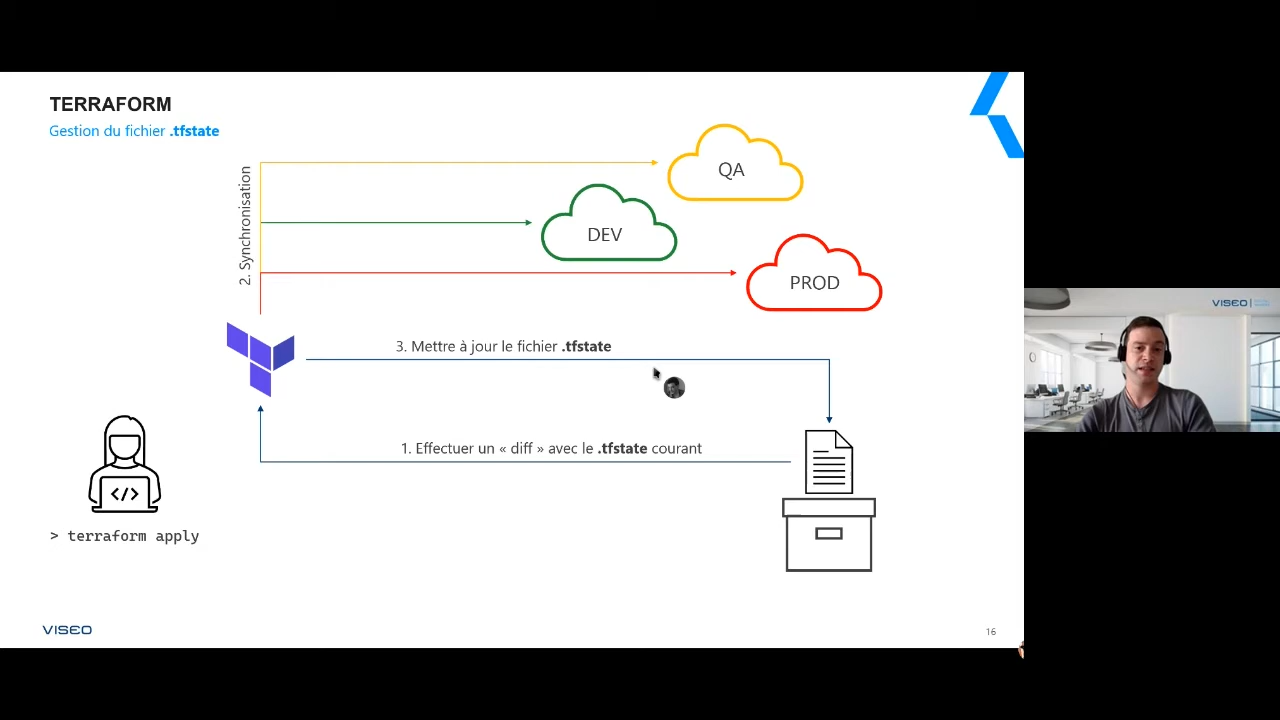 TERRAFORM
Gestion du fichier .tfstate
2. Synchronisation
QA
DEV
PROD
3. Mettre à jour le fichier .tfstate
1. Effectuer un « diff » avec le .tfstate courant
</>
> terraform apply
VISEO
16
VISEO